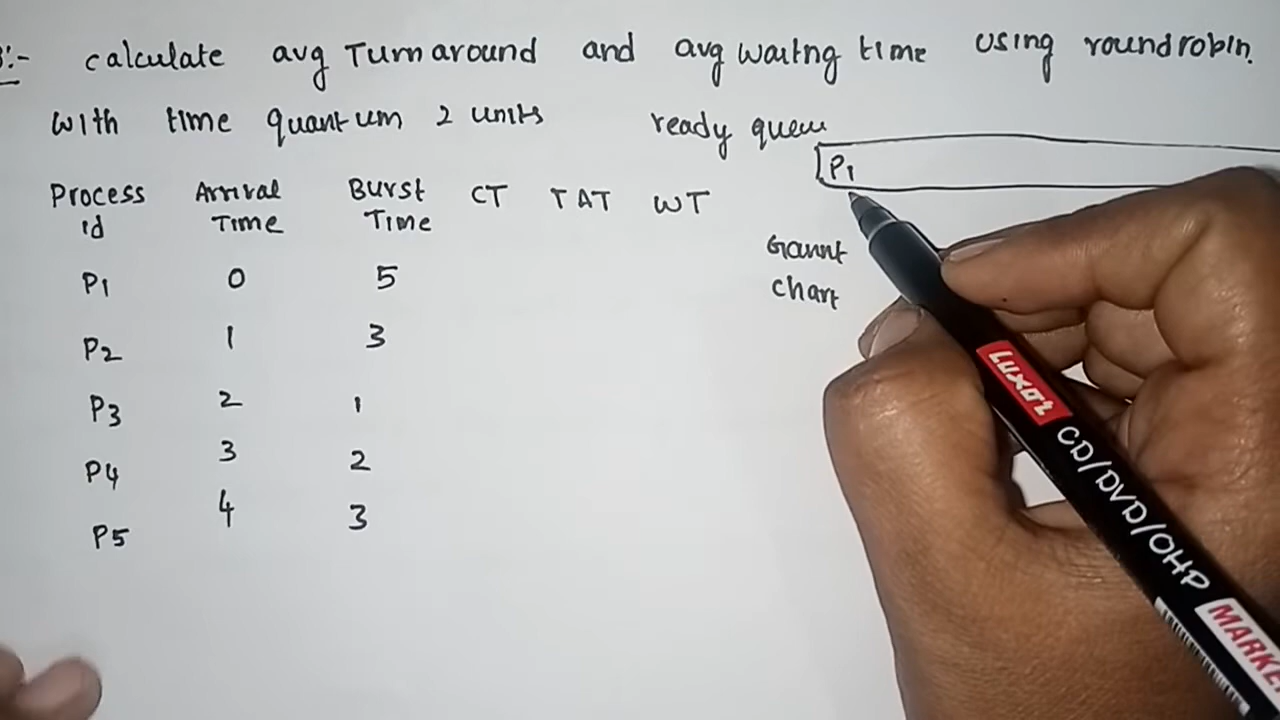 3:- calculate avg Turnaround and avg waitng time using roundrobin.
with time quantum 2 units ready queue
P1
Process id Arrival Time Burst Time CT TAT WT
Gannt chart
P1 0 5
P2 1 3
P3 2 1
P4 3 2
P5 4 3
LUXOR CD/DVD/OHP MARKE